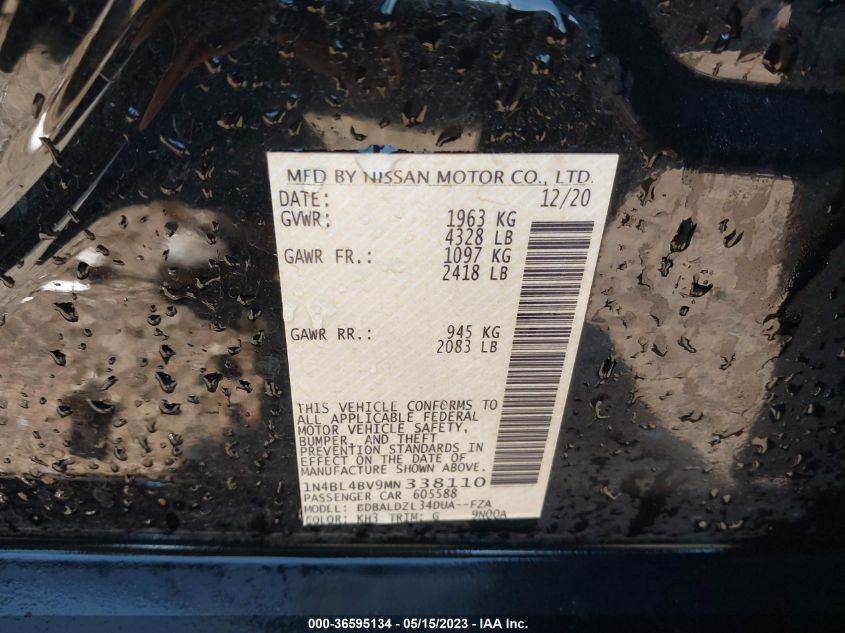 MFD BY NISSAN MOTOR CO., LTD.
DATE: 12/20
GVWR: 1963 KG
4328 LB
GAWR FR.: 1097 KG
2418 LB
GAWR RR.: 945 KG
2083 LB
THIS VEHICLE CONFORMS TO
ALL APPLICABLE FEDERAL
MOTOR VEHICLE SAFETY,
BUMPER, AND THEFT
PREVENTION STANDARDS IN
EFFECT ON THE DATE OF
MANUFACTURE SHOWN ABOVE.
1N4BL4BV9MN 338110
PASSENGER CAR 605588
MODEL: BDBALDZL34DUA--FZA
COLOR: KH3 TRIM: G 9N00A
000-36595134 - 05/15/2023 - IAA Inc.